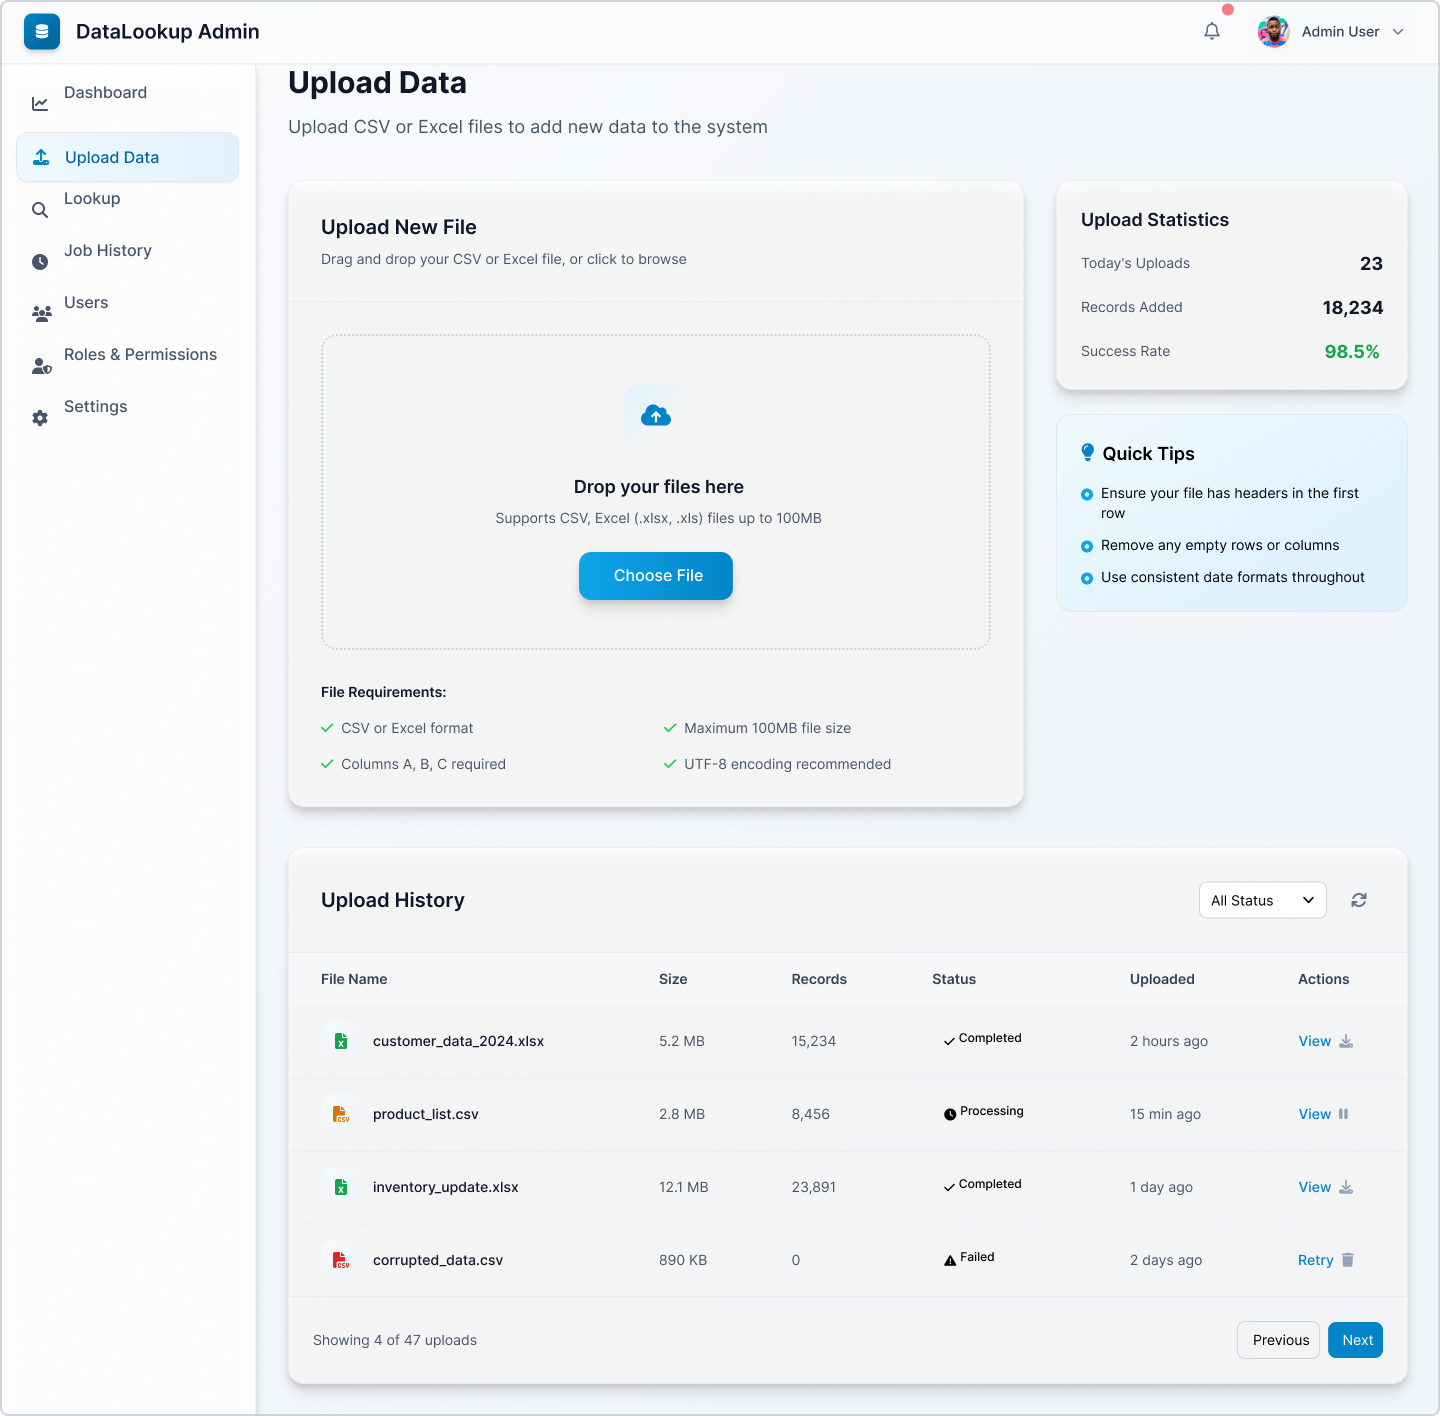 DataLookup Admin
Admin User
Dashboard
Upload Data
Lookup
Job History
Users
Roles & Permissions
Settings
Upload Data
Upload CSV or Excel files to add new data to the system
Upload New File
Drag and drop your CSV or Excel file, or click to browse
Drop your files here
Supports CSV, Excel (.xlsx, .xls) files up to 100MB
Choose File
File Requirements:
CSV or Excel format
Maximum 100MB file size
Columns A, B, C required
UTF-8 encoding recommended
Upload Statistics
Today's Uploads 23
Records Added 18,234
Success Rate 98.5%
Quick Tips
Ensure your file has headers in the first
row
Remove any empty rows or columns
Use consistent date formats throughout
Upload History
All Status
File Name Size Records Status Uploaded Actions
X customer_data_2024.xlsx 5.2 MB 15,234 Completed 2 hours ago View
CSV product_list.csv 2.8 MB 8,456 Processing 15 min ago View
X inventory_update.xlsx 12.1 MB 23,891 Completed 1 day ago View
CSV corrupted_data.csv 890 KB 0 Failed 2 days ago Retry
Showing 4 of 47 uploads
Previous Next